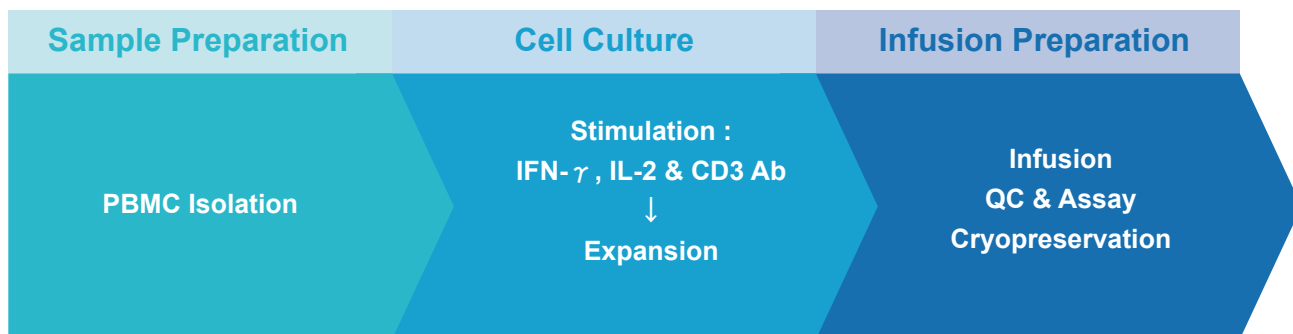 Sample Preparation
Cell Culture
Infusion Preparation
PBMC Isolation
Stimulation :
IFN-γ , IL-2 & CD3 Ab
↓
Expansion
Infusion
QC & Assay
Cryopreservation